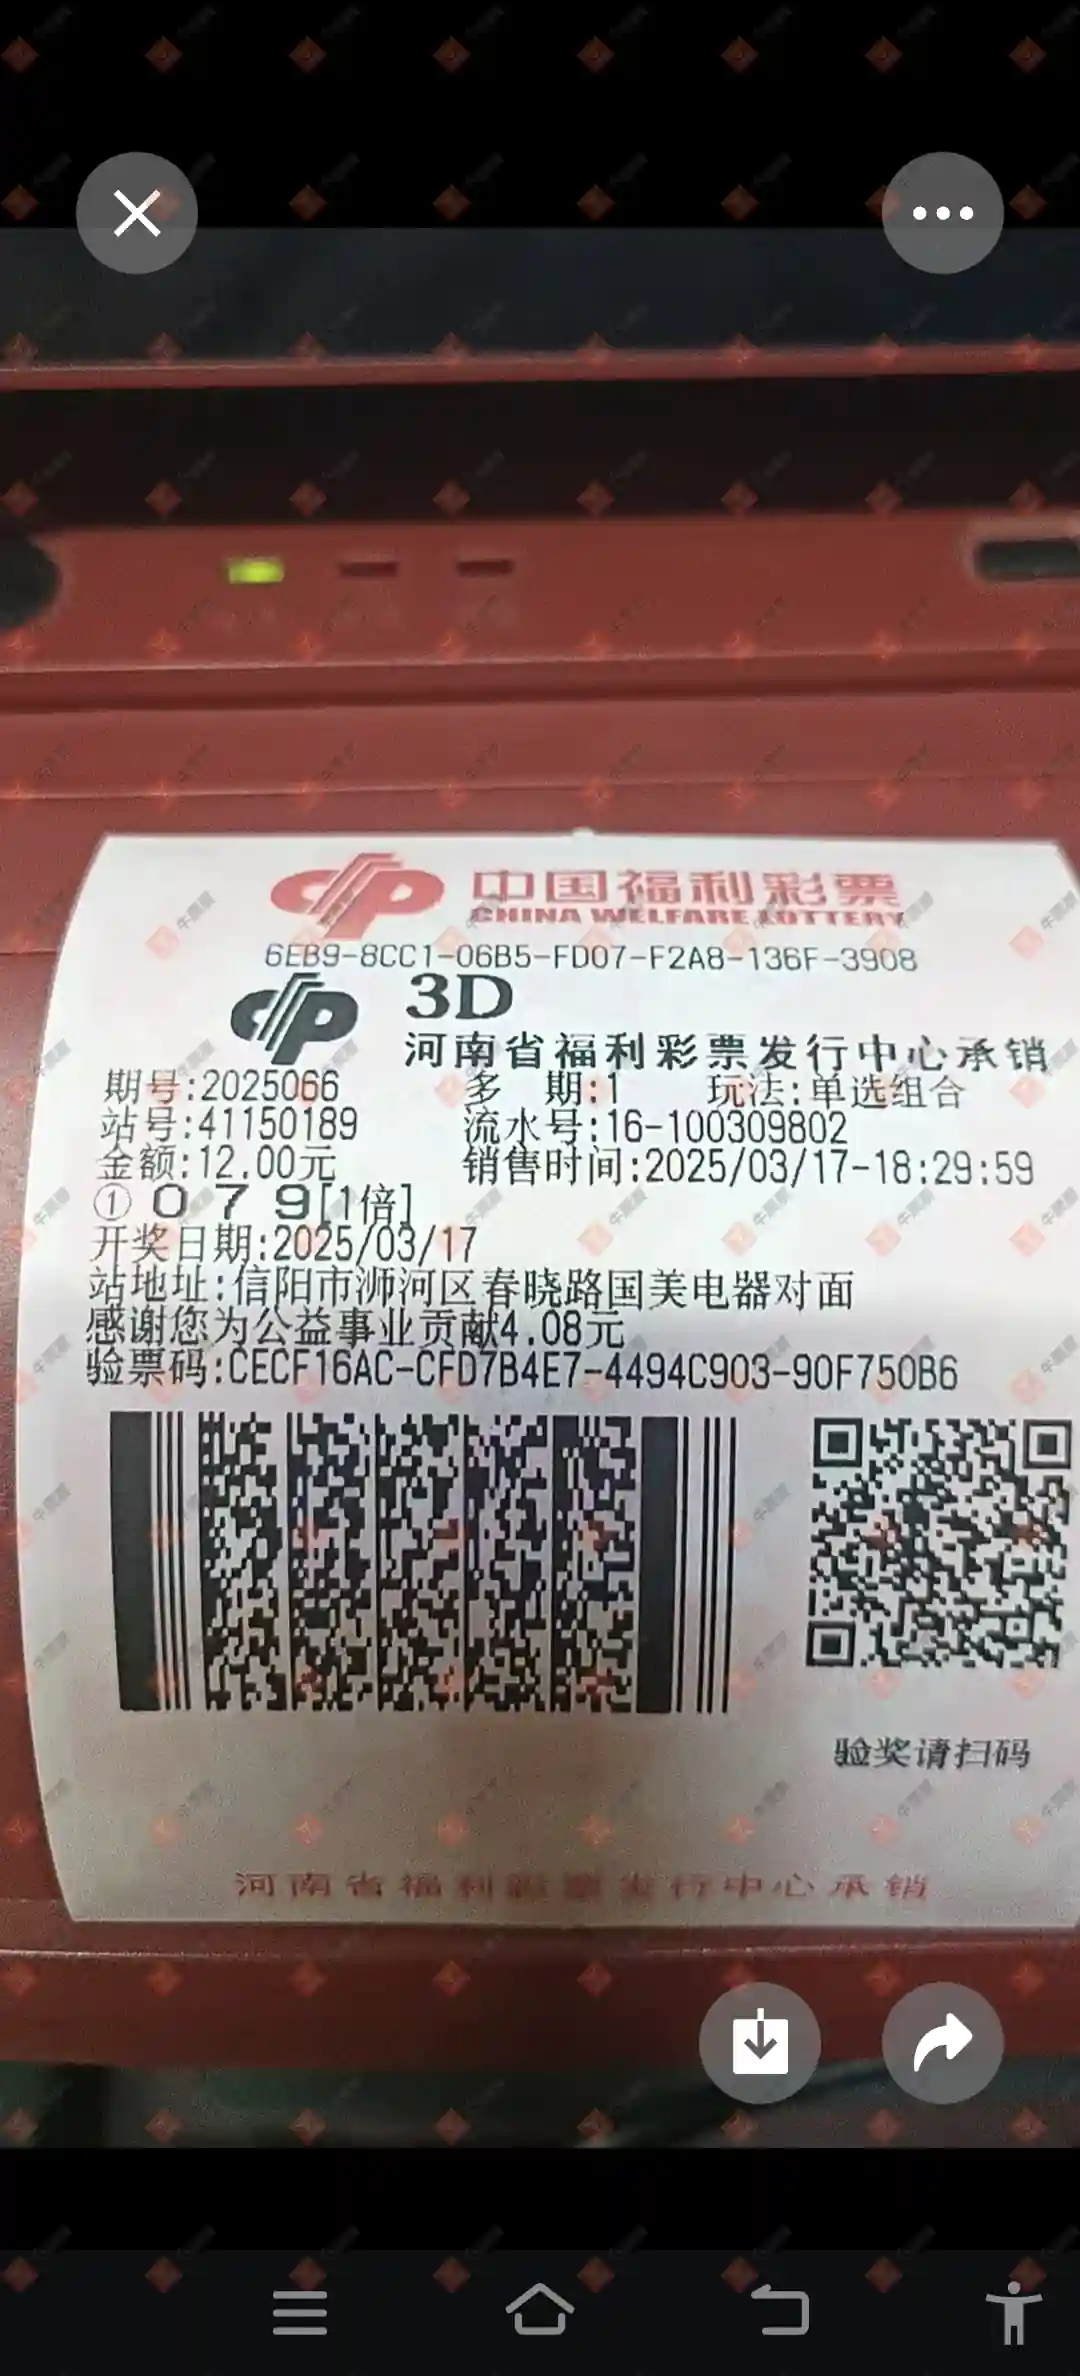 中国福利彩票
CHINA WELFARE LOTTERY
6EB9-8CC1-06B5-FD07-F2A8-136F-3908
3D
河南省福利彩票发行中心承销
期号:2025066 多 期:1 玩法:单选组合
站号:41150189 流水号:16-100309802
金额:12.00元 销售时间:2025/03/17-18:29:59
① 0 7 9[1倍]
开奖日期:2025/03/17
站地址:信阳市浉河区春晓路国美电器对面
感谢您为公益事业贡献4.08元
验票码:CECF16AC-CFD7B4E7-4494C903-90F750B6
验奖请扫码
河南省福利彩票发行中心承销